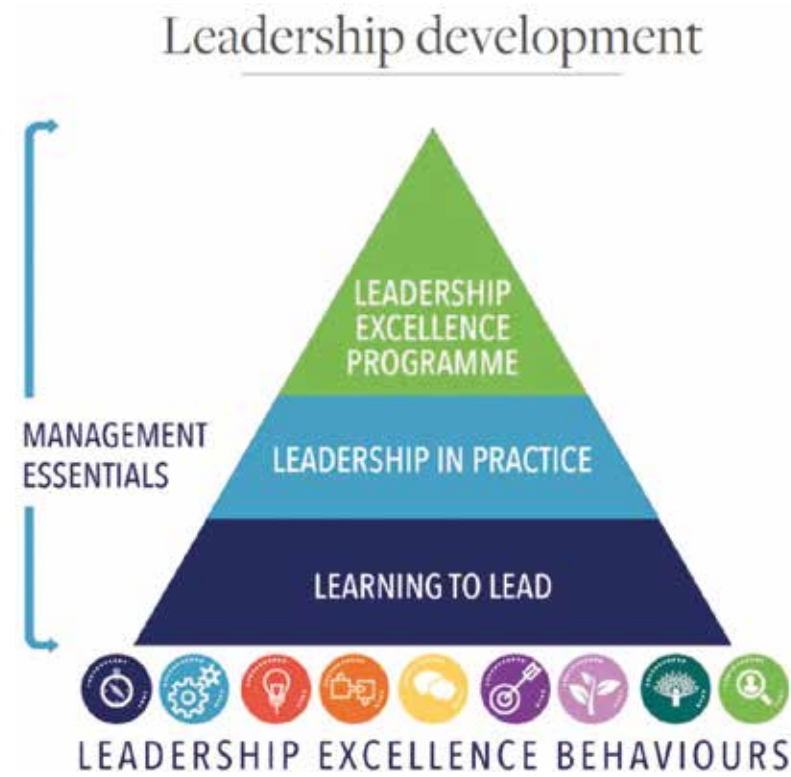 Leadership development
LEADERSHIP
EXCELLENCE
PROGRAMME
MANAGEMENT
ESSENTIALS
LEADERSHIP IN PRACTICE
LEARNING TO LEAD
LEADERSHIP EXCELLENCE BEHAVIOURS